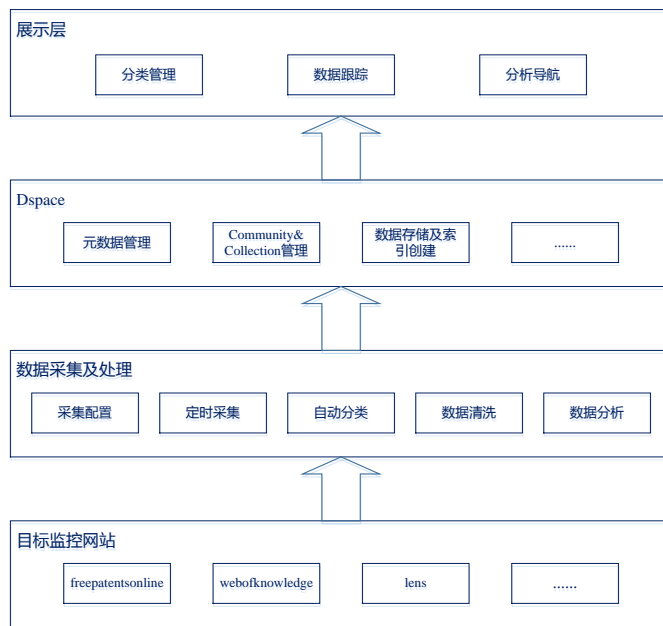 展示层
分类管理
数据跟踪
分析导航
Dspace
元数据管理
Community&
Collection管理
数据存储及索
引创建
......
数据采集及处理
采集配置
定时采集
自动分类
数据清洗
数据分析
目标监控网站
freepatentsonline
webofknowledge
lens
......